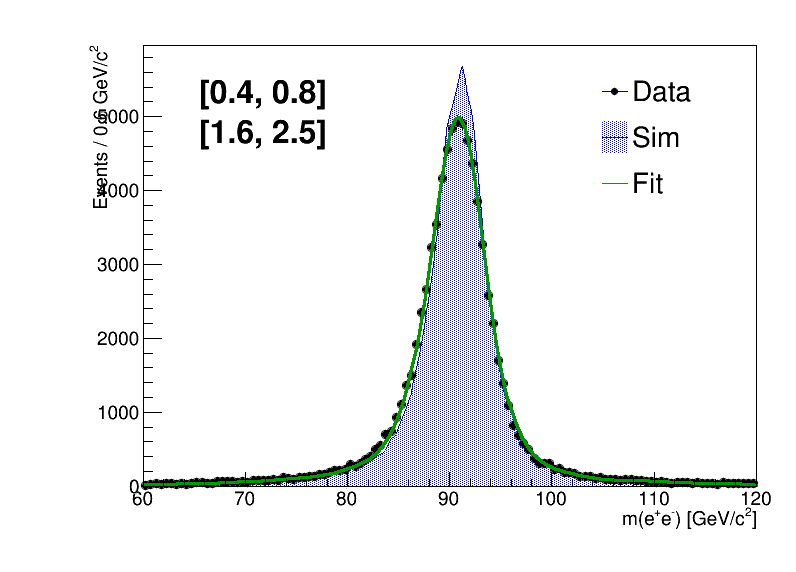 Events / 0.6 GeV/c²
[0.4, 0.8]
[1.6, 2.5]
Data
Sim
Fit
5000
4000
3000
2000
1000
0
60 70 80 90 100 110 120
m(e⁺e⁻) [GeV/c²]